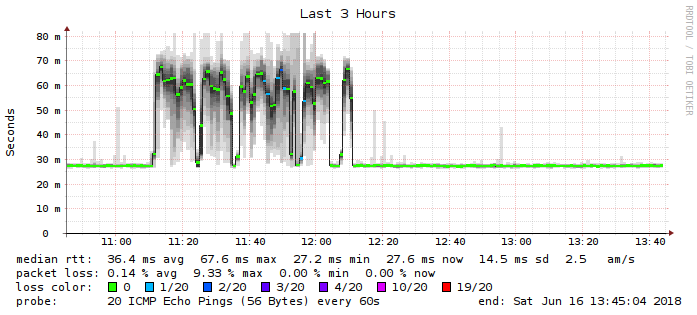 Last 3 Hours
RRDTOOL / TOBI OETIKER
Seconds
80 m
70 m
60 m
50 m
40 m
30 m
20 m
10 m
0
11:00 11:20 11:40 12:00 12:20 12:40 13:00 13:20 13:40
median rtt: 36.4 ms avg 67.6 ms max 27.2 ms min 27.6 ms now 14.5 ms sd 2.5 am/s
packet loss: 0.14 % avg 9.33 % max 0.00 % min 0.00 % now
loss color: 0 1/20 2/20 3/20 4/20 10/20 19/20
probe: 20 ICMP Echo Pings (56 Bytes) every 60s end: Sat Jun 16 13:45:04 2018